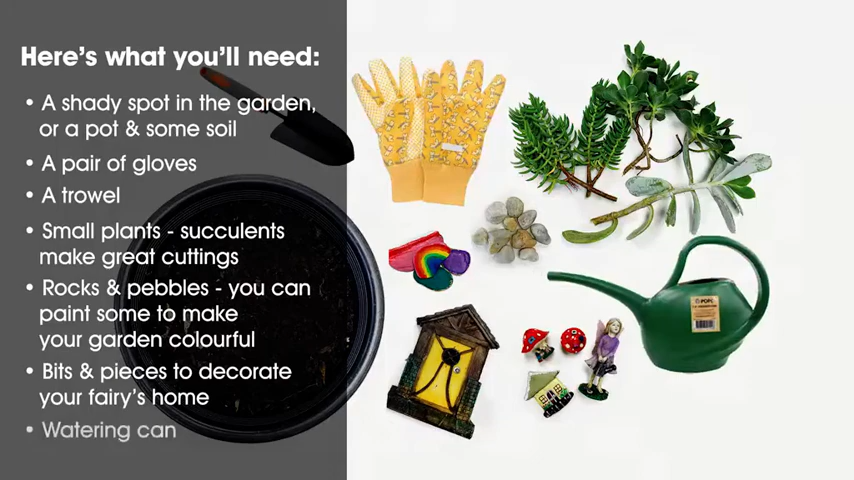 Here's what you'll need:
• A shady spot in the garden,
or a pot & some soil
• A pair of gloves
• A trowel
• Small plants - succulents
make great cuttings
• Rocks & pebbles - you can
paint some to make
your garden colourful
• Bits & pieces to decorate
your fairy's home
• Watering can
POPE